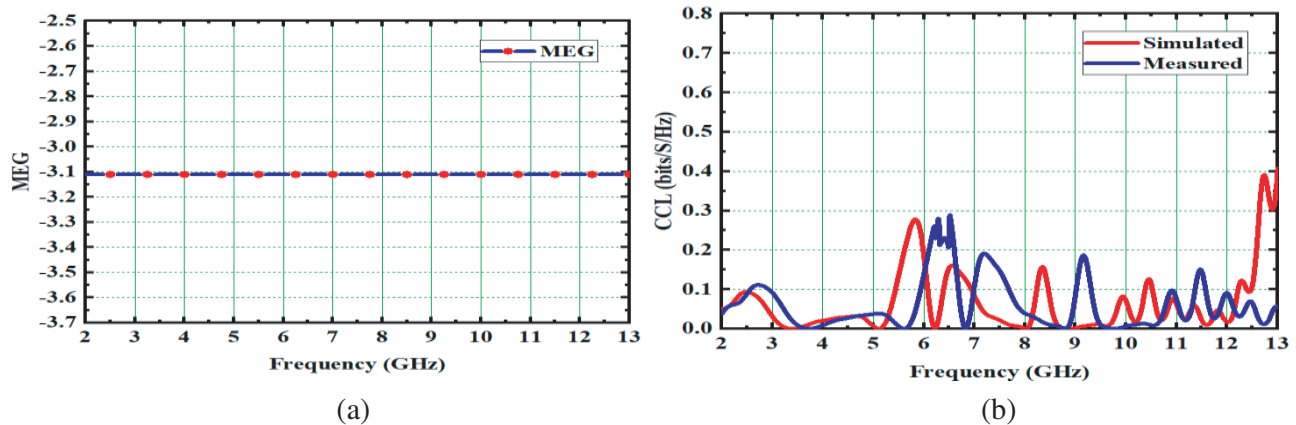 -2.5
-2.6
-2.7
-2.8
-2.9
-3.0
-3.1
-3.2
-3.3
-3.4
-3.5
-3.6
-3.7
MEG
MEG
2 3 4 5 6 7 8 9 10 11 12 13
Frequency (GHz)
(a)
0.8
0.7
0.6
0.5
0.4
0.3
0.2
0.1
0.0
CCL (bits/S/Hz)
Simulated
Measured
2 3 4 5 6 7 8 9 10 11 12 13
Frequency (GHz)
(b)